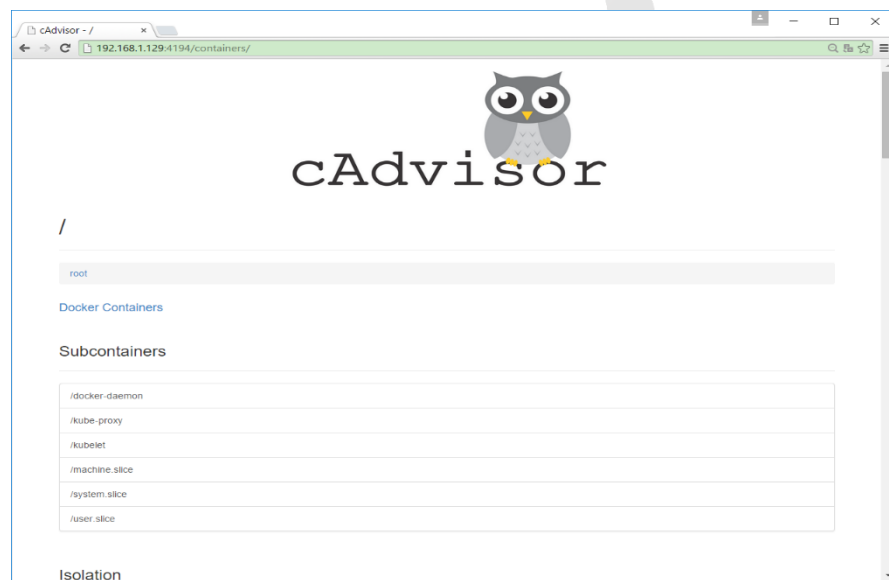 cAdvisor - /
192.168.1.129:4194/containers/
cAdvisor
/
root
Docker Containers
Subcontainers
/docker-daemon
/kube-proxy
/kubelet
/machine.slice
/system.slice
/user.slice
Isolation